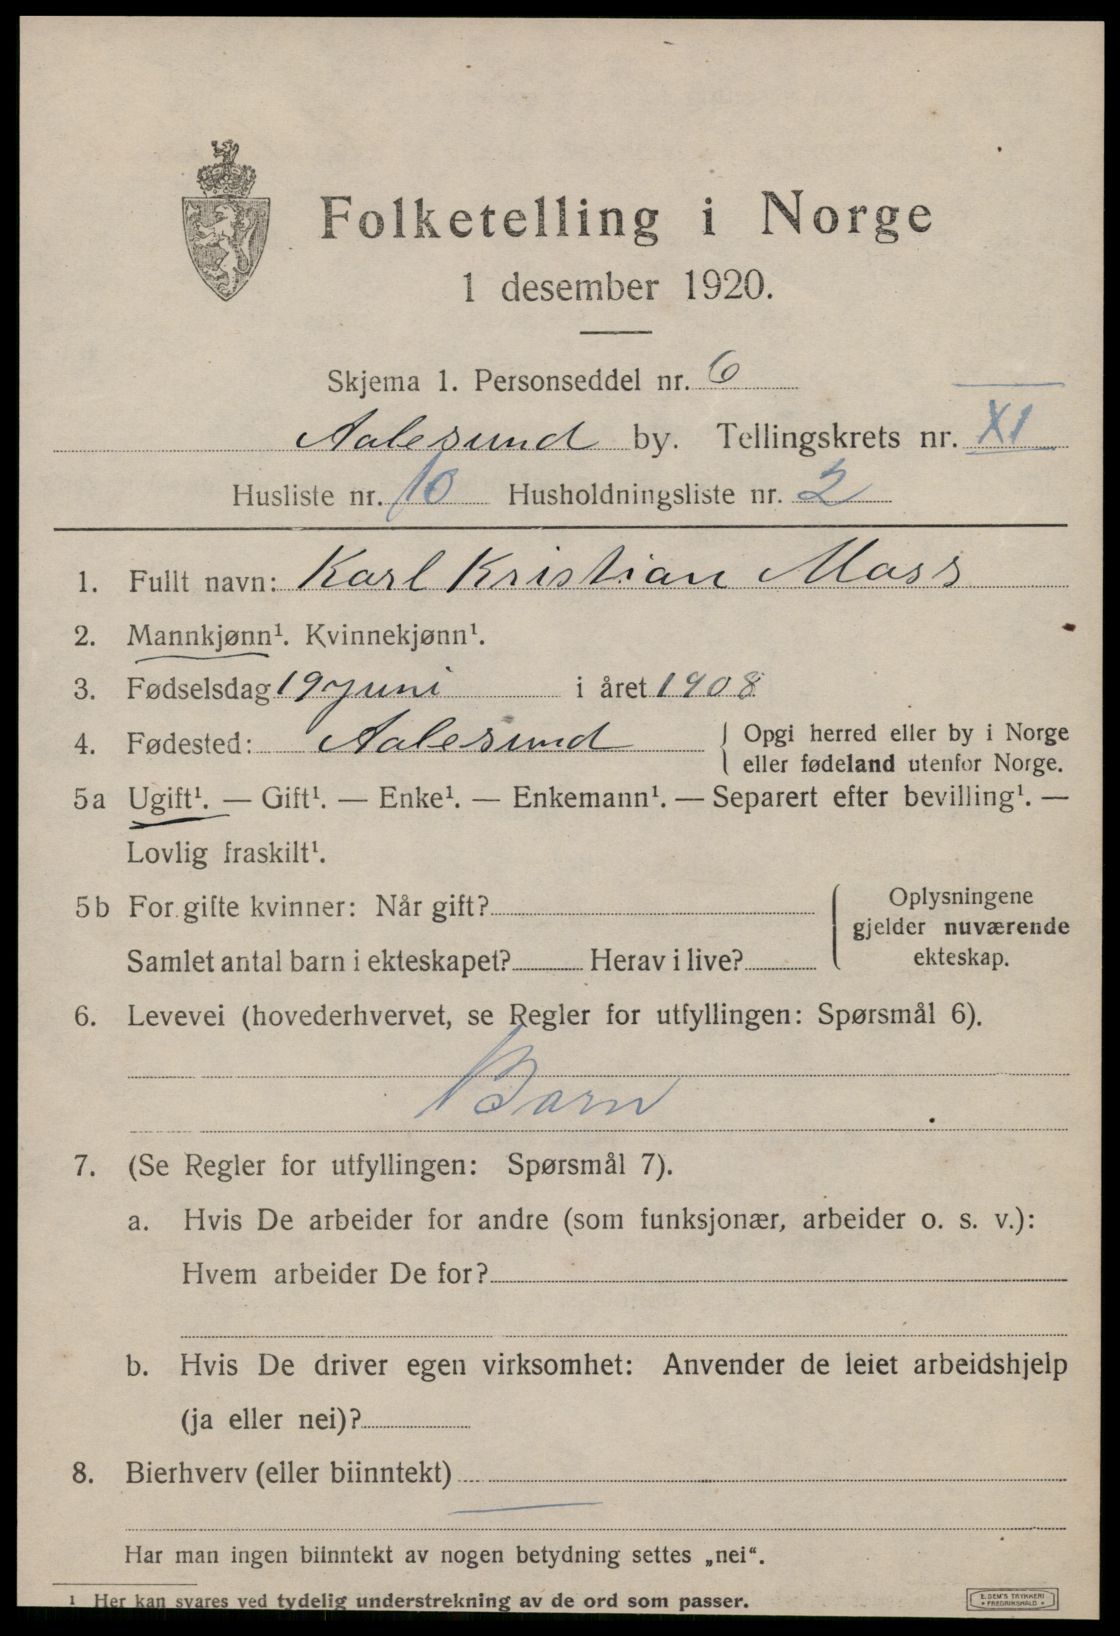 Folketelling i Norge
1 desember 1920.
Skjema 1. Personseddel nr. 6
Aalesund by. Tellingskrets nr. XI
Husliste nr. 10 Husholdningsliste nr. 2
1. Fullt navn: Karl Kristian Mass
2. Mannkjønn¹. Kvinnekjønn¹.
3. Fødselsdag 19 juni i året 1908
4. Fødested: Aalesund { Opgi herred eller by i Norge
eller fødeland utenfor Norge.
5a Ugift¹. — Gift¹. — Enke¹. — Enkemann¹. — Separert efter bevilling¹. —
Lovlig fraskilt¹.
5b For gifte kvinner: Når gift?
Samlet antal barn i ekteskapet? Herav i live?
{ Oplysningene
gjelder nuværende
ekteskap.
6. Levevei (hovederhvervet, se Regler for utfyllingen: Spørsmål 6).
Barn
7. (Se Regler for utfyllingen: Spørsmål 7).
a. Hvis De arbeider for andre (som funksjonær, arbeider o. s. v.):
Hvem arbeider De for?
b. Hvis De driver egen virksomhet: Anvender de leiet arbeidshjelp
(ja eller nei)?
8. Bierhverv (eller biinntekt)
Har man ingen biinntekt av nogen betydning settes „nei“.
¹ Her kan svares ved tydelig understrekning av de ord som passer.
E. SEM'S TRYKKERI
• FREDRIKSHALD •